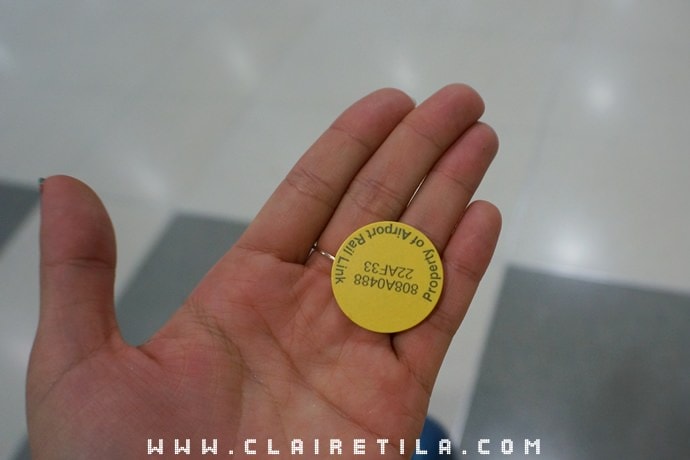 Property of Airport Rail Link
808A0488
22AF33
WWW.CLAIRETILA.COM